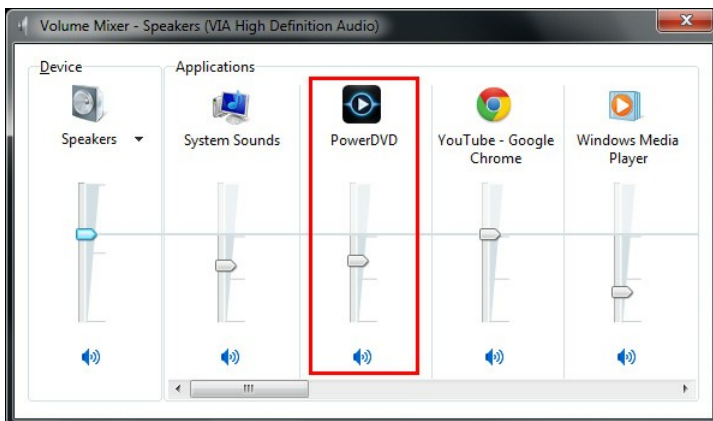 Volume Mixer - Speakers (VIA High Definition Audio)
Device
Applications
Speakers
System Sounds
PowerDVD
YouTube - Google
Chrome
Windows Media
Player